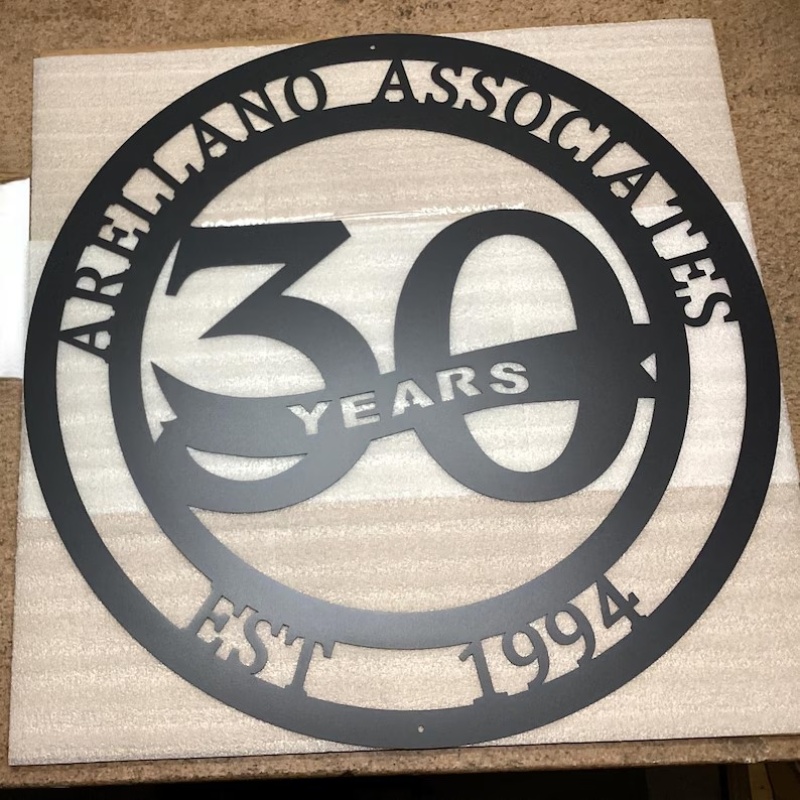 ARELLANO ASSOCIATES
30
YEARS
EST 1994